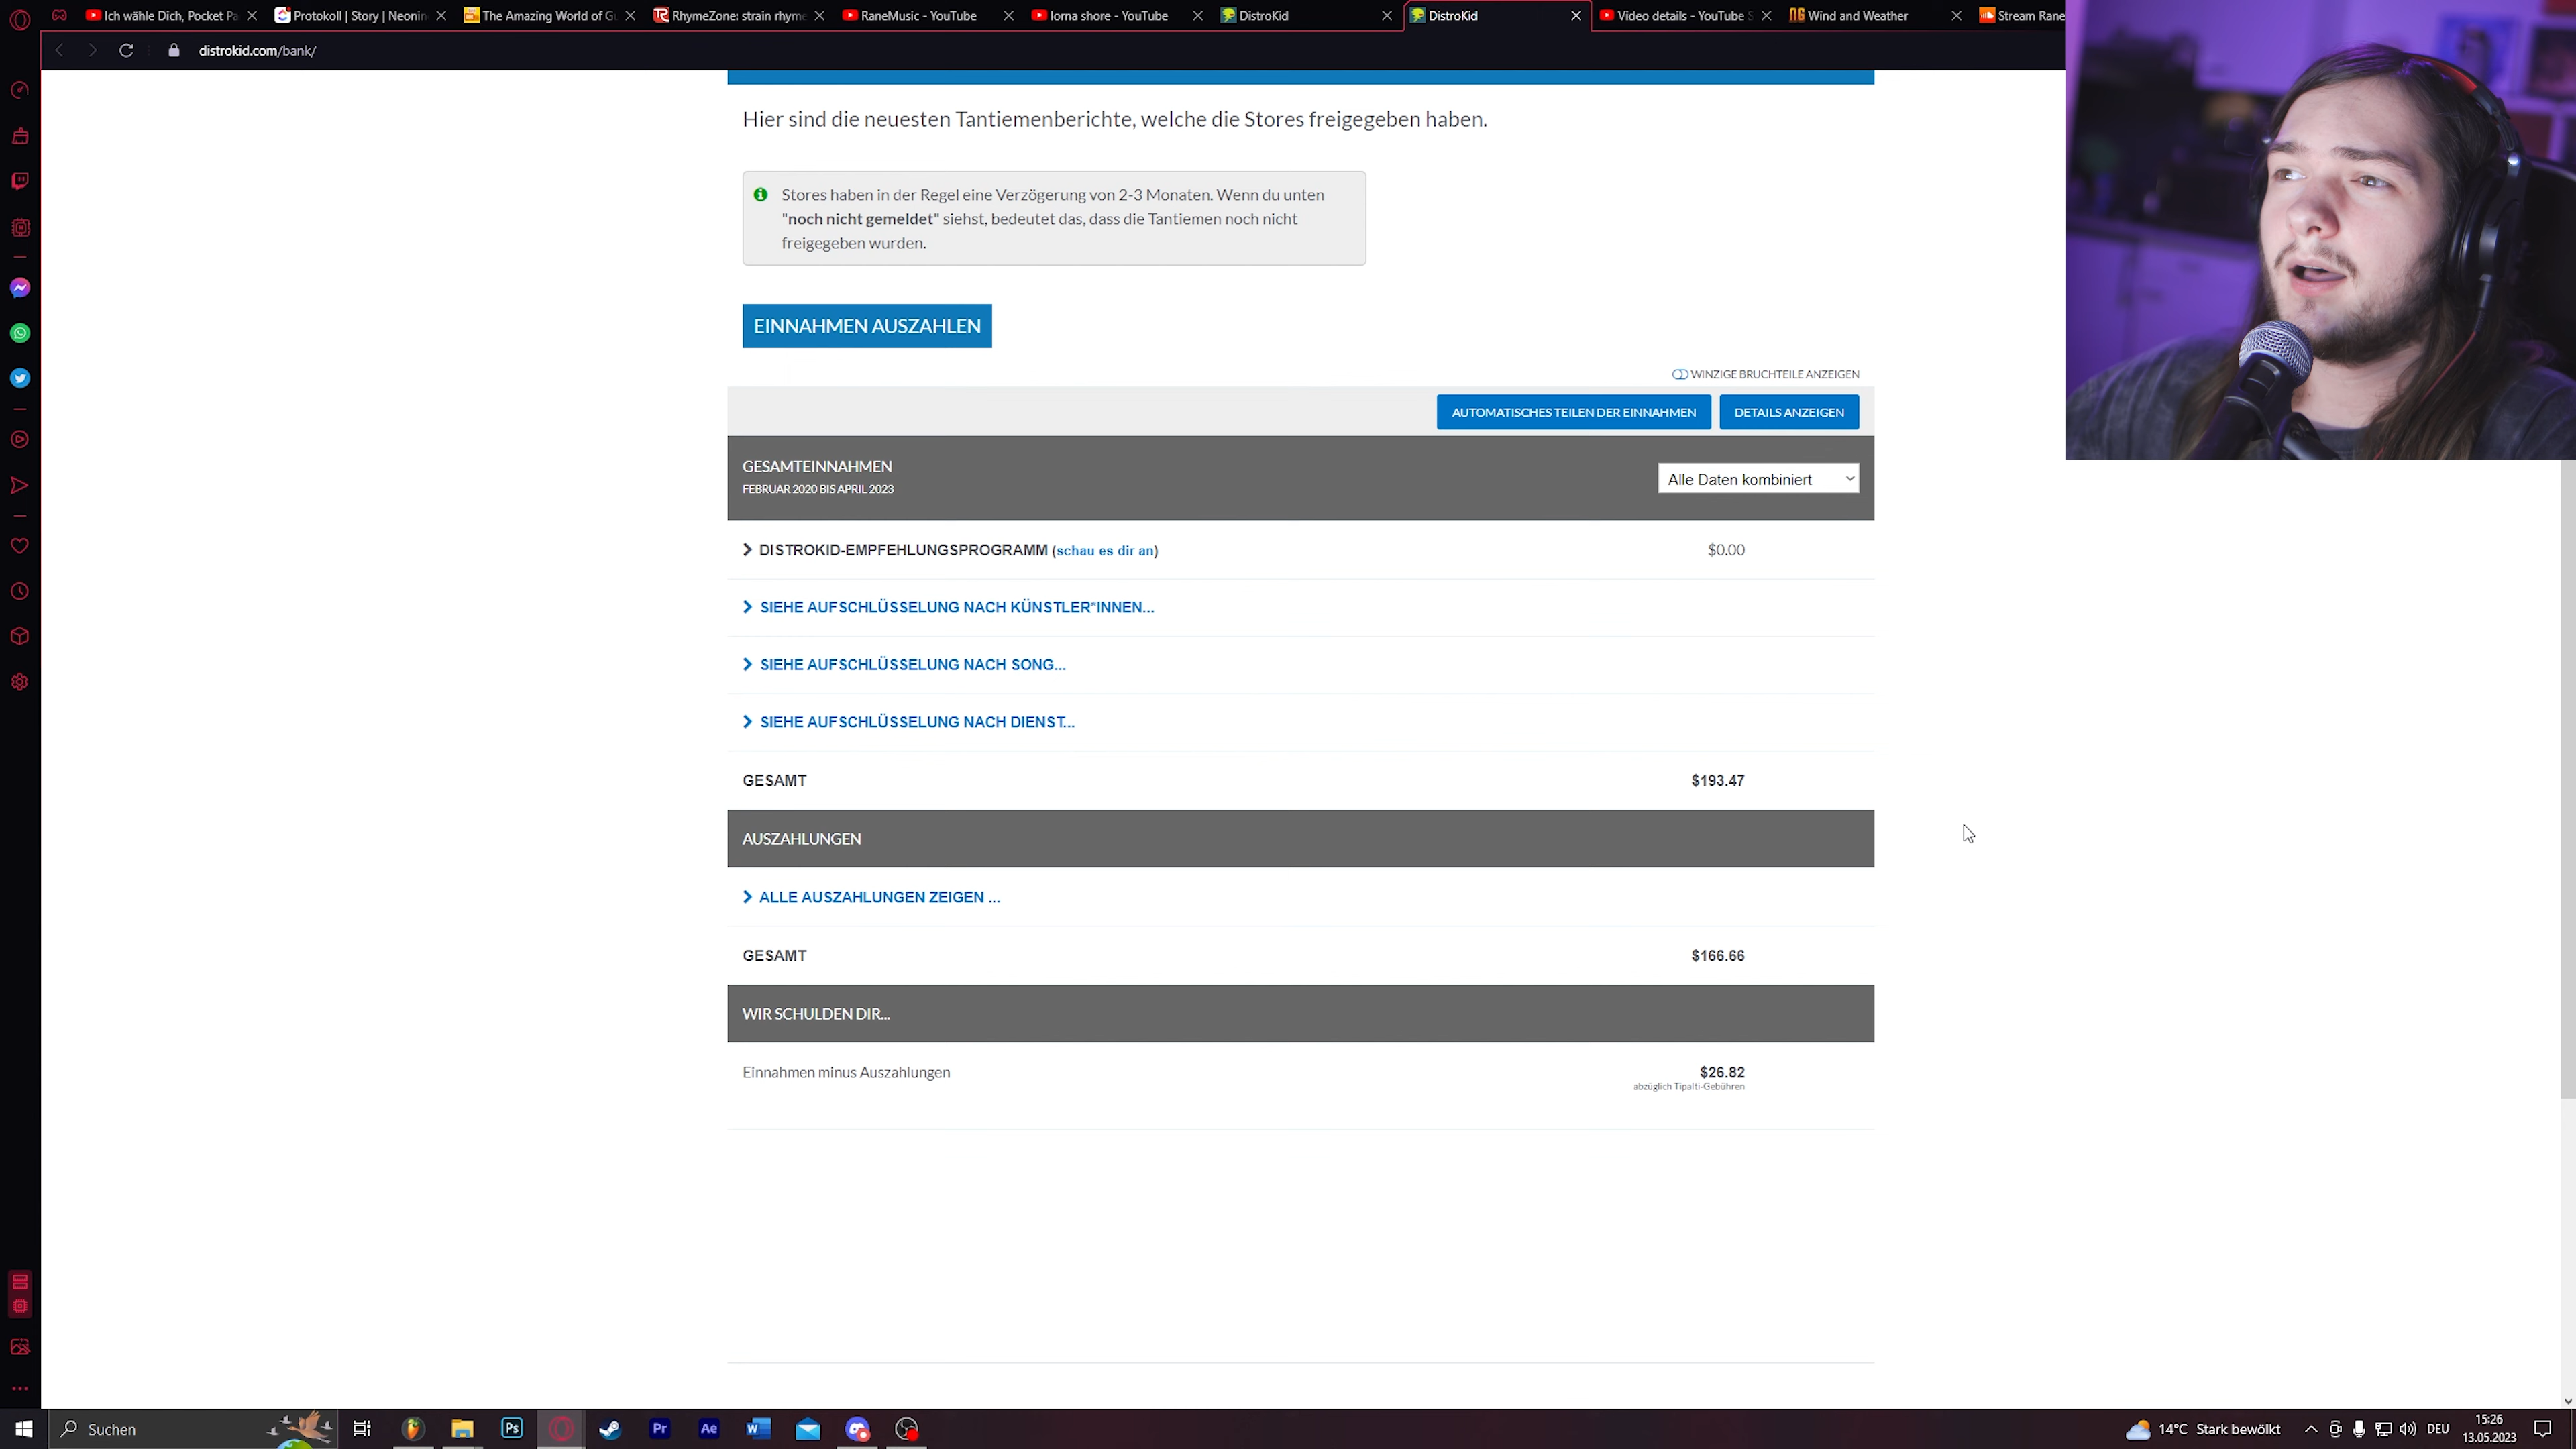 Ich wähle Dich, Pocket Pa
Protokoll | Story | Neonin
The Amazing World of Gu
RhymeZone: strain rhyme
RaneMusic - YouTube
lorna shore - YouTube
DistroKid
DistroKid
Video details - YouTube S
Wind and Weather
Stream Rane
distrokid.com/bank/
Hier sind die neuesten Tantiemenberichte, welche die Stores freigegeben haben.
Stores haben in der Regel eine Verzögerung von 2-3 Monaten. Wenn du unten
"noch nicht gemeldet" siehst, bedeutet das, dass die Tantiemen noch nicht
freigegeben wurden.
EINNAHMEN AUSZAHLEN
WINZIGE BRUCHTEILE ANZEIGEN
AUTOMATISCHES TEILEN DER EINNAHMEN
DETAILS ANZEIGEN
GESAMTEINNAHMEN
FEBRUAR 2020 BIS APRIL 2023
Alle Daten kombiniert
DISTROKID-EMPFEHLUNGSPROGRAMM (schau es dir an)
$0.00
SIEHE AUFSCHLÜSSELUNG NACH KÜNSTLER*INNEN...
SIEHE AUFSCHLÜSSELUNG NACH SONG...
SIEHE AUFSCHLÜSSELUNG NACH DIENST...
GESAMT
$193.47
AUSZAHLUNGEN
ALLE AUSZAHLUNGEN ZEIGEN ...
GESAMT
$166.66
WIR SCHULDEN DIR...
Einnahmen minus Auszahlungen
$26.82
abzüglich Tipalti-Gebühren
Suchen
Ps
Pr
Ae
W
14°C Stark bewölkt
DEU
15:26
13.05.2023